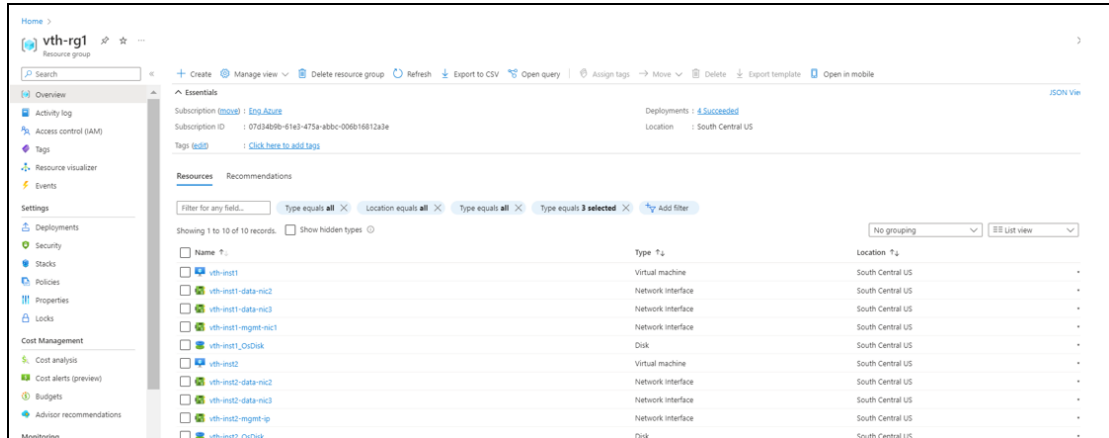 Home >
vth-rg1
Resource group
Search
Create Manage view Delete resource group Refresh Export to CSV Open query Assign tags Move Delete Export template Open in mobile
Overview
Activity log
Access control (IAM)
Tags
Resource visualizer
Events
Settings
Deployments
Security
Stacks
Policies
Properties
Locks
Cost Management
Cost analysis
Cost alerts (preview)
Budgets
Advisor recommendations
Monitoring
Essentials JSON View
Subscription (move) : Eng Azure Deployments : 4 Succeeded
Subscription ID : 07d34b9b-61e3-475a-abbc-006b16812a3e Location : South Central US
Tags (edit) : Click here to add tags
Resources Recommendations
Filter for any field... Type equals all Location equals all Type equals all Type equals 3 selected Add filter
Showing 1 to 10 of 10 records. Show hidden types No grouping List view
Name Type Location
vth-inst1 Virtual machine South Central US
vth-inst1-data-nic2 Network Interface South Central US
vth-inst1-data-nic3 Network Interface South Central US
vth-inst1-mgmt-nic1 Network Interface South Central US
vth-inst1_OsDisk Disk South Central US
vth-inst2 Virtual machine South Central US
vth-inst2-data-nic2 Network Interface South Central US
vth-inst2-data-nic3 Network Interface South Central US
vth-inst2-mgmt-ip Network Interface South Central US
vth-inst2_OsDisk Disk South Central US